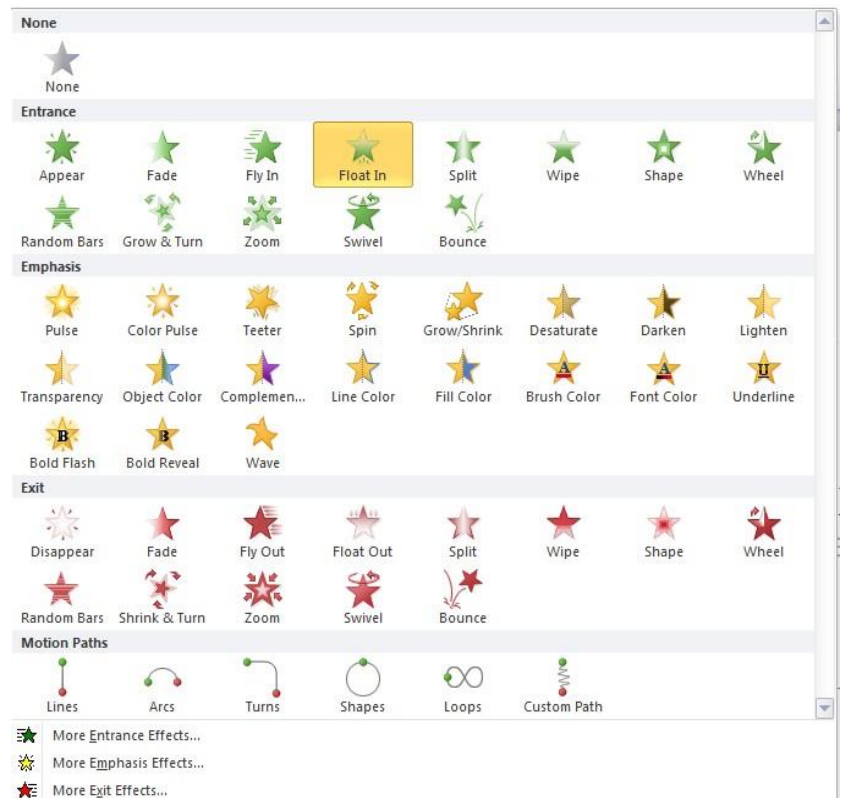 None
None
Entrance
Appear Fade Fly In Float In Split Wipe Shape Wheel
Random Bars Grow & Turn Zoom Swivel Bounce
Emphasis
Pulse Color Pulse Teeter Spin Grow/Shrink Desaturate Darken Lighten
Transparency Object Color Complemen... Line Color Fill Color Brush Color Font Color Underline
Bold Flash Bold Reveal Wave
Exit
Disappear Fade Fly Out Float Out Split Wipe Shape Wheel
Random Bars Shrink & Turn Zoom Swivel Bounce
Motion Paths
Lines Arcs Turns Shapes Loops Custom Path
More Entrance Effects...
More Emphasis Effects...
More Exit Effects...